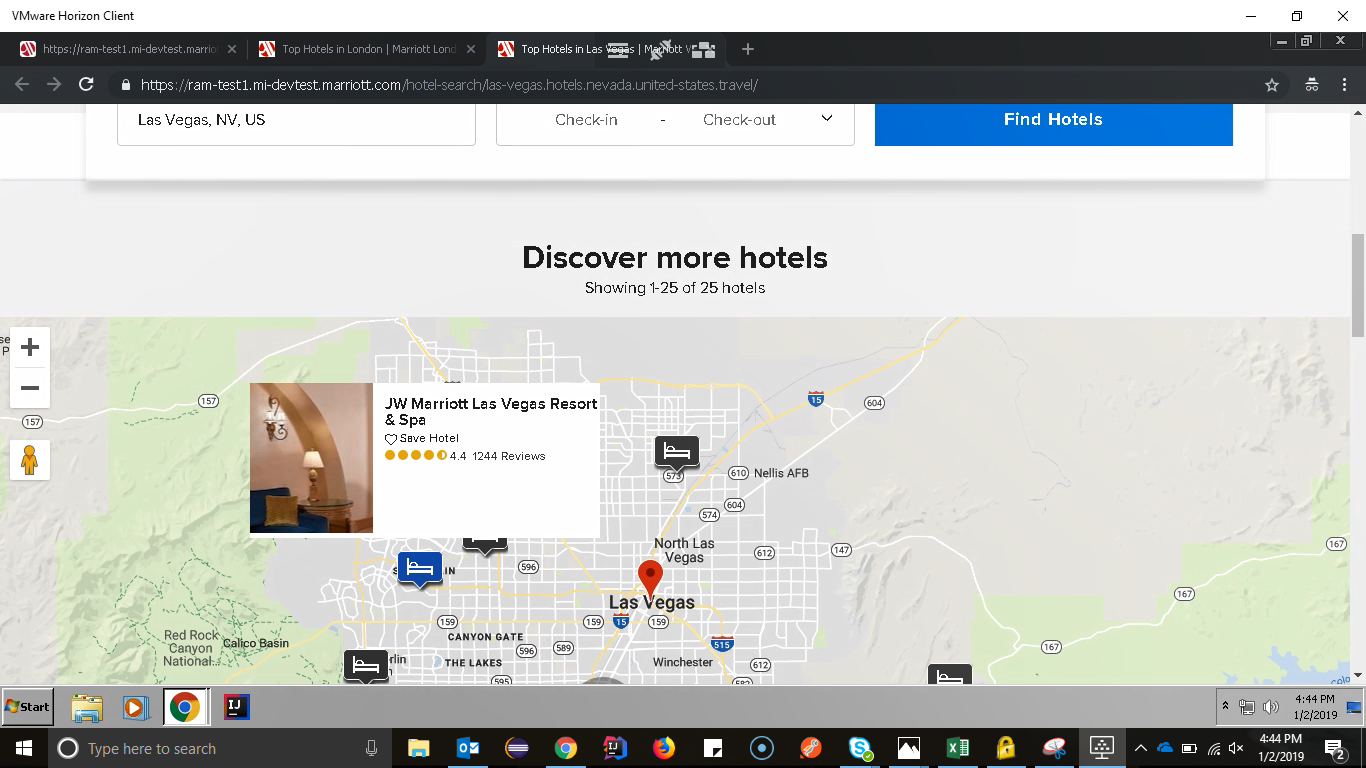 VMware Horizon Client
https://ram-test1.mi-devtest.marriot
Top Hotels in London | Marriott Lond
Top Hotels in Las Vegas | Marriott V
https://ram-test1.mi-devtest.marriott.com/hotel-search/las-vegas.hotels.nevada.united-states.travel/
Las Vegas, NV, US
Check-in - Check-out
Find Hotels
Discover more hotels
Showing 1-25 of 25 hotels
157
157
JW Marriott Las Vegas Resort
& Spa
Save Hotel
4.4 1244 Reviews
15
604
573
610
Nellis AFB
604
574
North Las
Vegas
612
147
167
596
Las Vegas
159
159
15
159
167
Red Rock
Canyon
National...
Calico Basin
CANYON GATE
596
589
515
167
THE LAKES
Winchester
612
595
Start
4:44 PM
1/2/2019
Type here to search
4:44 PM
1/2/2019
2